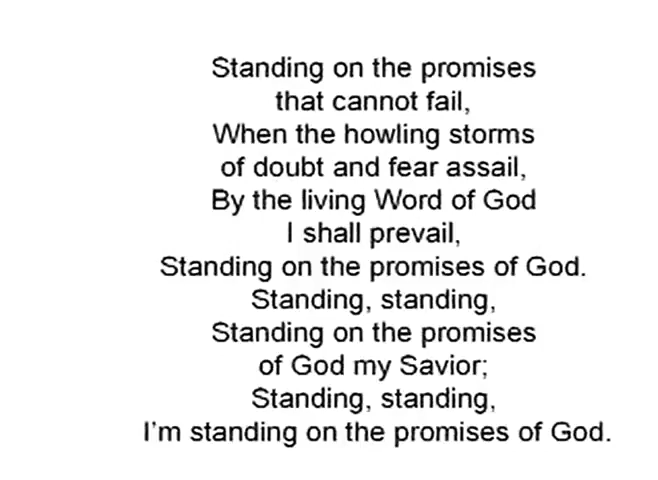 Standing on the promises
that cannot fail,
When the howling storms
of doubt and fear assail,
By the living Word of God
I shall prevail,
Standing on the promises of God.
Standing, standing,
Standing on the promises
of God my Savior;
Standing, standing,
I'm standing on the promises of God.